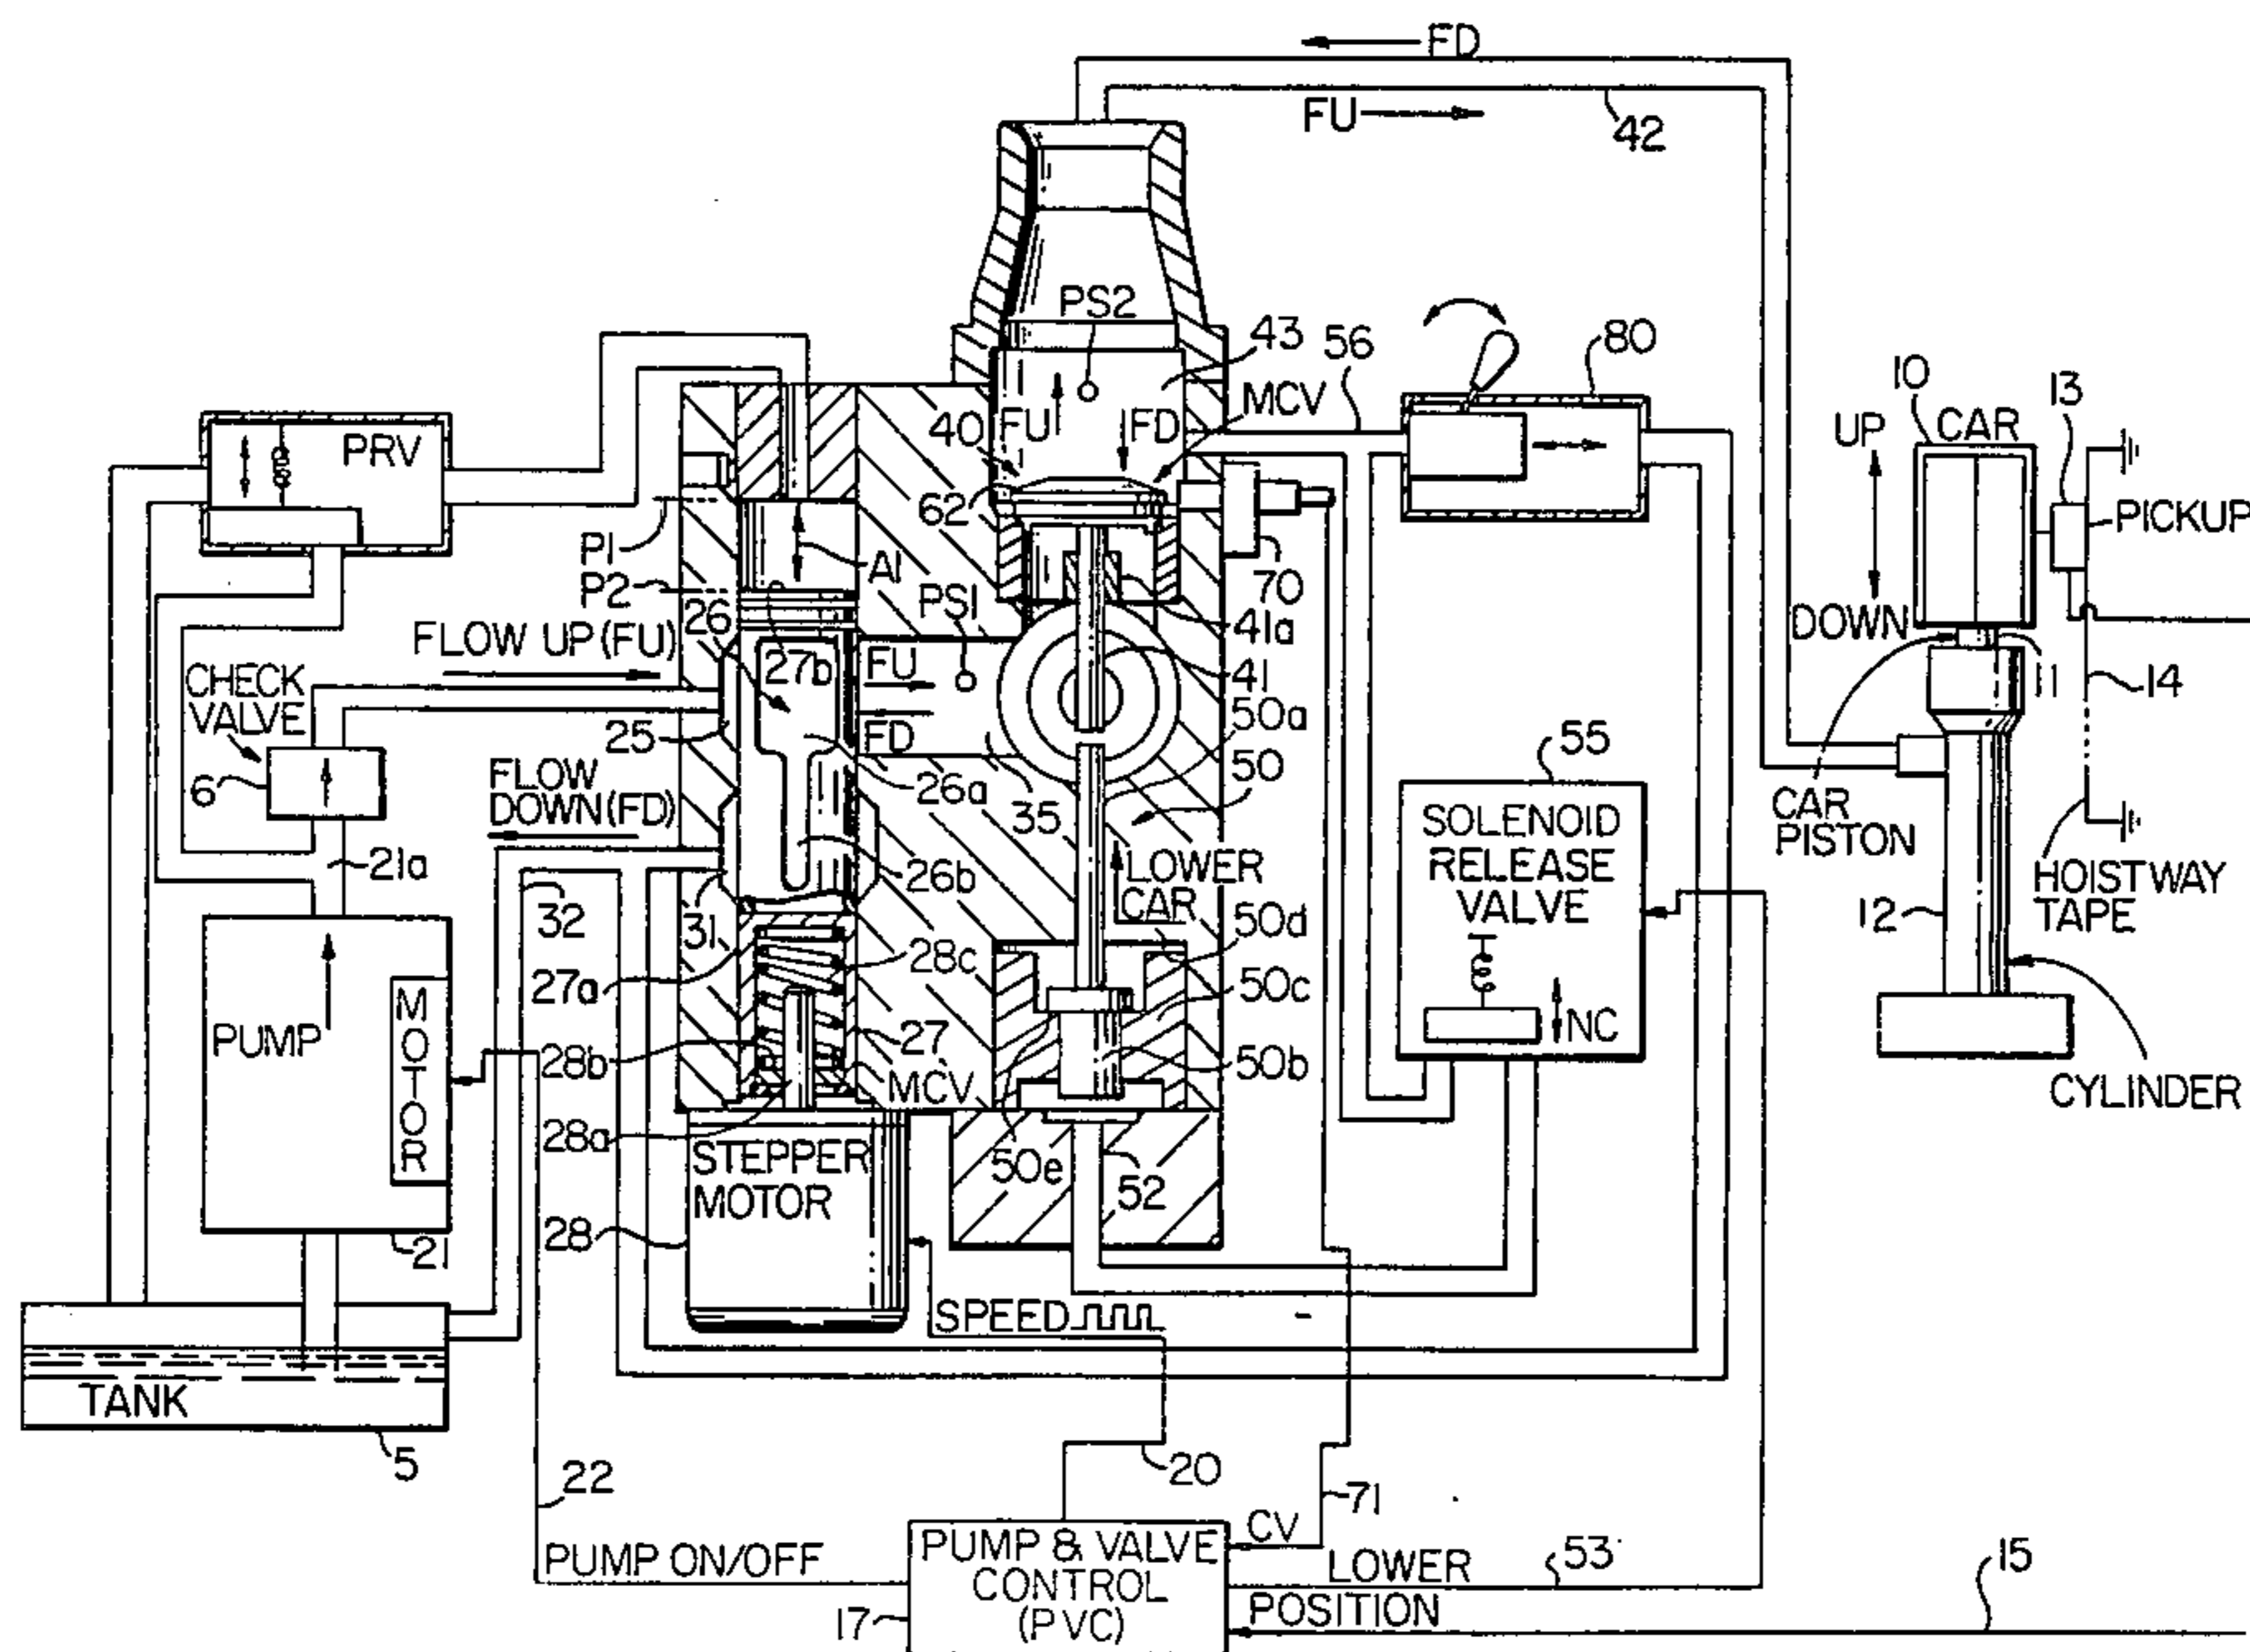 FD
FU
42
PS2
43
56
80
MCV
10
CAR
13
UP
PRV
40
FU
FD
PICKUP
62
P1
A1
P2
PS1
70
26
41a
DOWN
FLOW UP (FU)
27b
FU
41
11
14
CHECK
VALVE
50a
25
FD
55
50
FLOW
DOWN (FD)
6
26a
35
CAR
PISTON
SOLENOID
RELEASE
VALVE
21a
LOWER
CAR
26b
HOISTWAY
TAPE
32
31
50d
12
28c
27a
50c
MOTOR
PUMP
27
NC
28b
50b
MCV
CYLINDER
28a
STEPPER
MOTOR
50e
52
28
21
SPEED
TANK
5
20
22
71
CV
PUMP ON/OFF
PUMP & VALVE
CONTROL
(PVC)
LOWER
53
15
17
POSITION